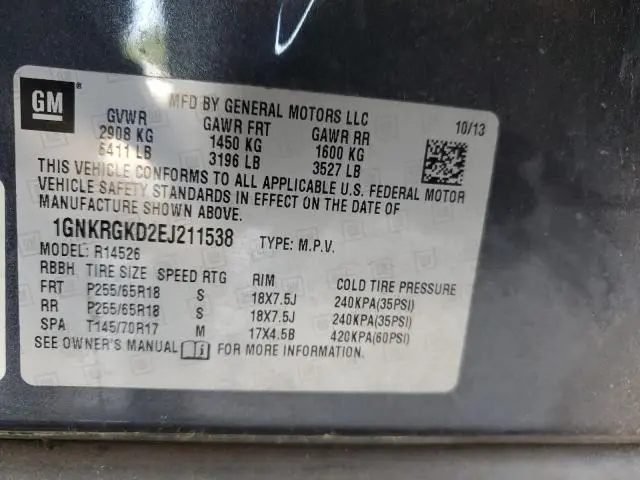 GM
MFD BY GENERAL MOTORS LLC
GVWR GAWR FRT GAWR RR 10/13
2908 KG 1450 KG 1600 KG
6411 LB 3196 LB 3527 LB
THIS VEHICLE CONFORMS TO ALL APPLICABLE U.S. FEDERAL MOTOR
VEHICLE SAFETY STANDARDS IN EFFECT ON THE DATE OF
MANUFACTURE SHOWN ABOVE.
1GNKRGKD2EJ211538 TYPE: M.P.V.
MODEL: R14526
RBBH TIRE SIZE SPEED RTG RIM COLD TIRE PRESSURE
FRT P255/65R18 S 18X7.5J 240KPA(35PSI)
RR P255/65R18 S 18X7.5J 240KPA(35PSI)
SPA T145/70R17 M 17X4.5B 420KPA(60PSI)
SEE OWNER'S MANUAL FOR MORE INFORMATION.